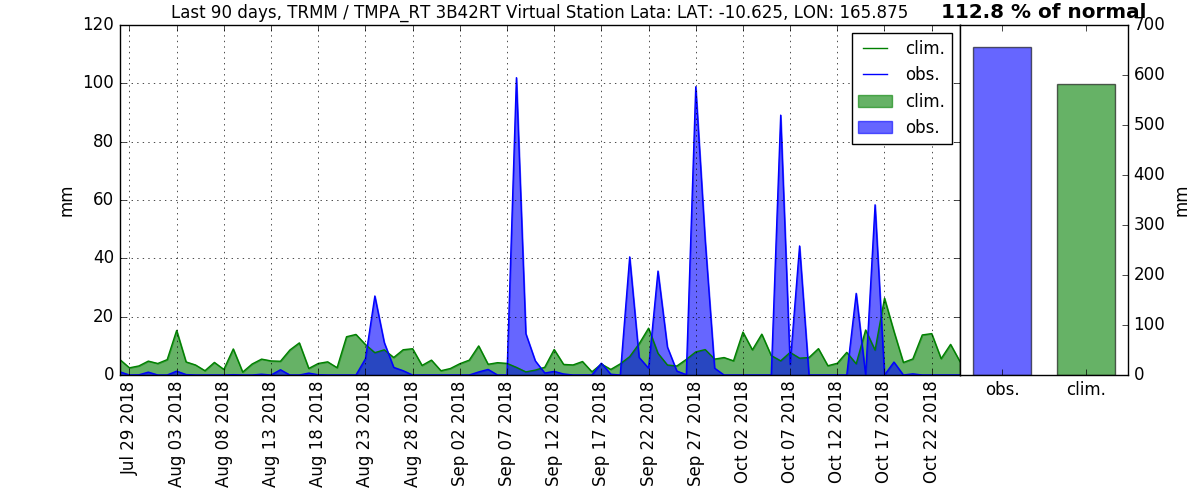 Last 90 days, TRMM / TMPA_RT 3B42RT Virtual Station Lata: LAT: -10.625, LON: 165.875
112.8 % of normal
120
100
80
60
40
20
0
mm
clim.
obs.
clim.
obs.
700
600
500
400
300
200
100
0
mm
Jul 29 2018
Aug 03 2018
Aug 08 2018
Aug 13 2018
Aug 18 2018
Aug 23 2018
Aug 28 2018
Sep 02 2018
Sep 07 2018
Sep 12 2018
Sep 17 2018
Sep 22 2018
Sep 27 2018
Oct 02 2018
Oct 07 2018
Oct 12 2018
Oct 17 2018
Oct 22 2018
obs.
clim.